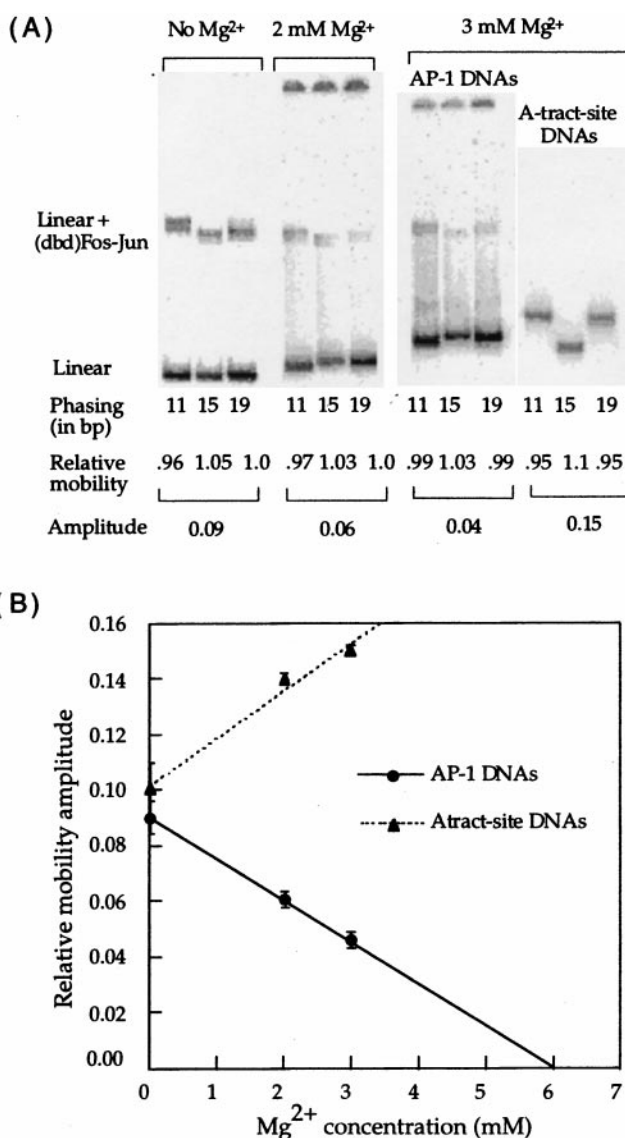 (A)
No Mg2+ 2 mM Mg2+ 3 mM Mg2+
AP-1 DNAs
A-tract-site
DNAs
Linear +
(dbd)Fos-Jun
Linear
Phasing 11 15 19 11 15 19 11 15 19 11 15 19
(in bp)
Relative .96 1.05 1.0 .97 1.03 1.0 .99 1.03 .99 .95 1.1 .95
mobility
Amplitude 0.09 0.06 0.04 0.15
(B)
0.16
0.14
0.12
0.10
0.08
0.06
0.04
0.02
0.00
Relative mobility amplitude
AP-1 DNAs
Atract-site DNAs
0 1 2 3 4 5 6 7
Mg2+ concentration (mM)